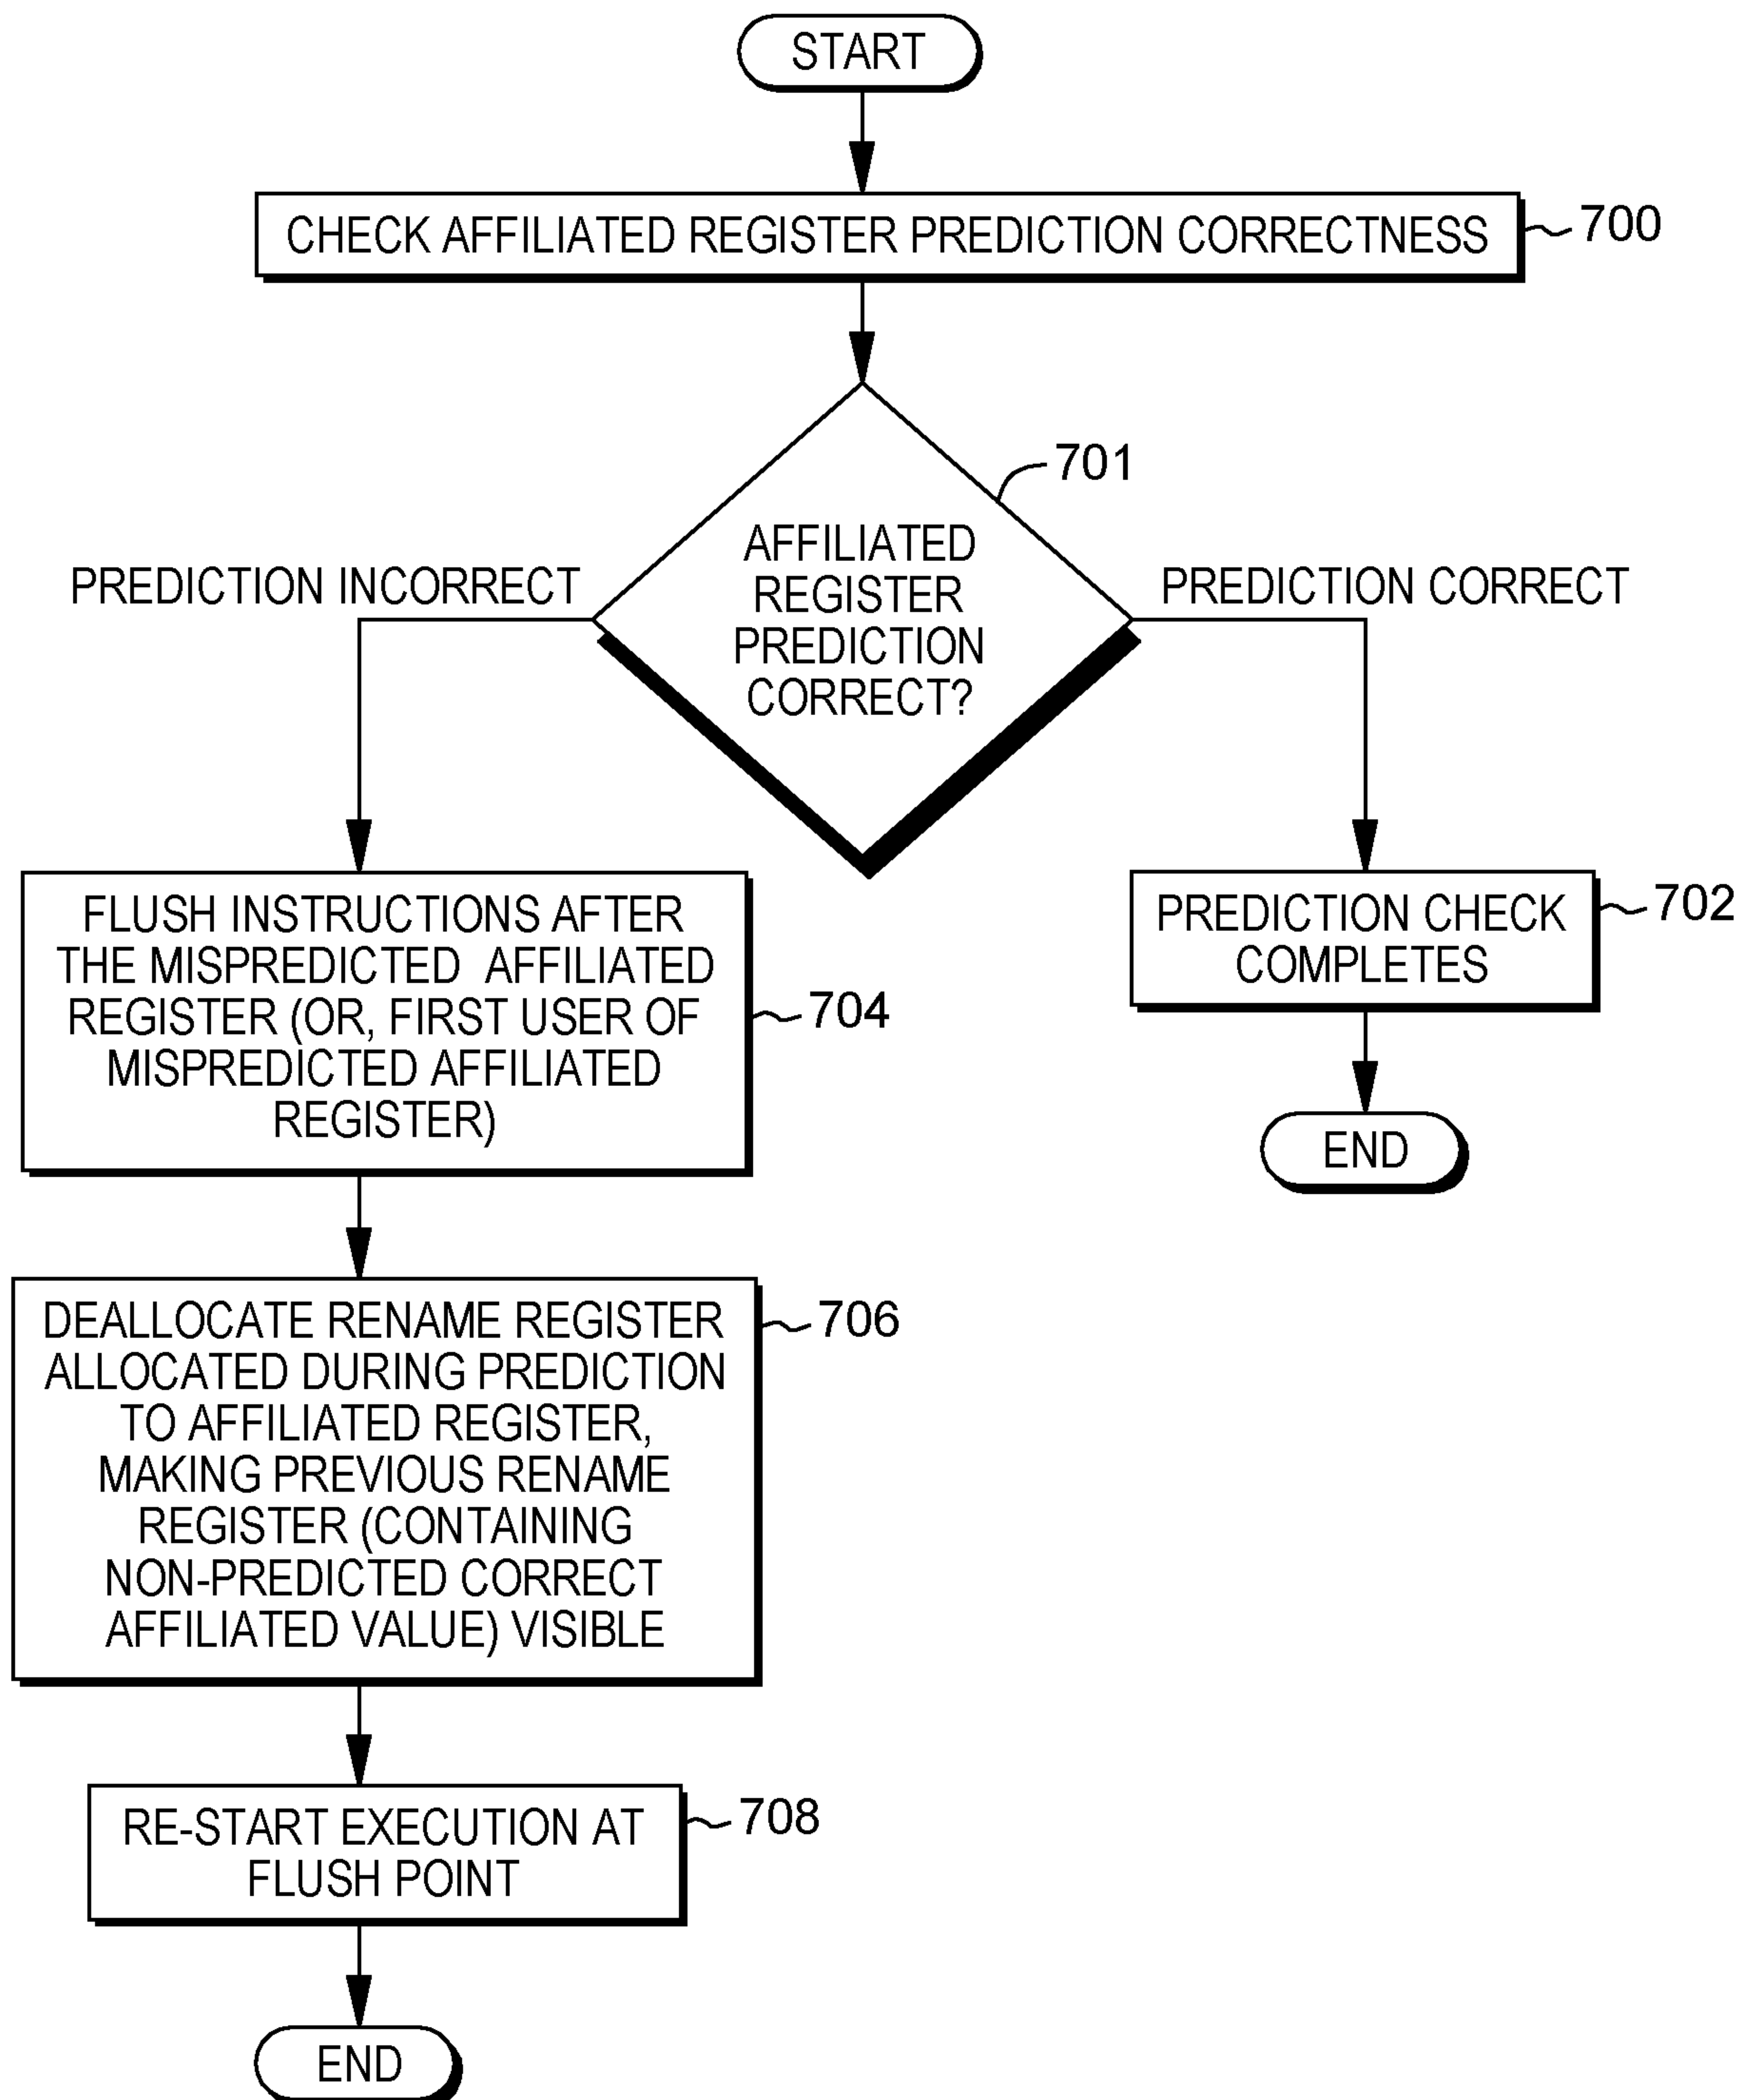 START
CHECK AFFILIATED REGISTER PREDICTION CORRECTNESS
700
701
AFFILIATED
REGISTER
PREDICTION
CORRECT?
PREDICTION INCORRECT
PREDICTION CORRECT
FLUSH INSTRUCTIONS AFTER
THE MISPREDICTED AFFILIATED
REGISTER (OR, FIRST USER OF
MISPREDICTED AFFILIATED
REGISTER)
704
PREDICTION CHECK
COMPLETES
702
END
DEALLOCATE RENAME REGISTER
ALLOCATED DURING PREDICTION
TO AFFILIATED REGISTER,
MAKING PREVIOUS RENAME
REGISTER (CONTAINING
NON-PREDICTED CORRECT
AFFILIATED VALUE) VISIBLE
706
RE-START EXECUTION AT
FLUSH POINT
708
END